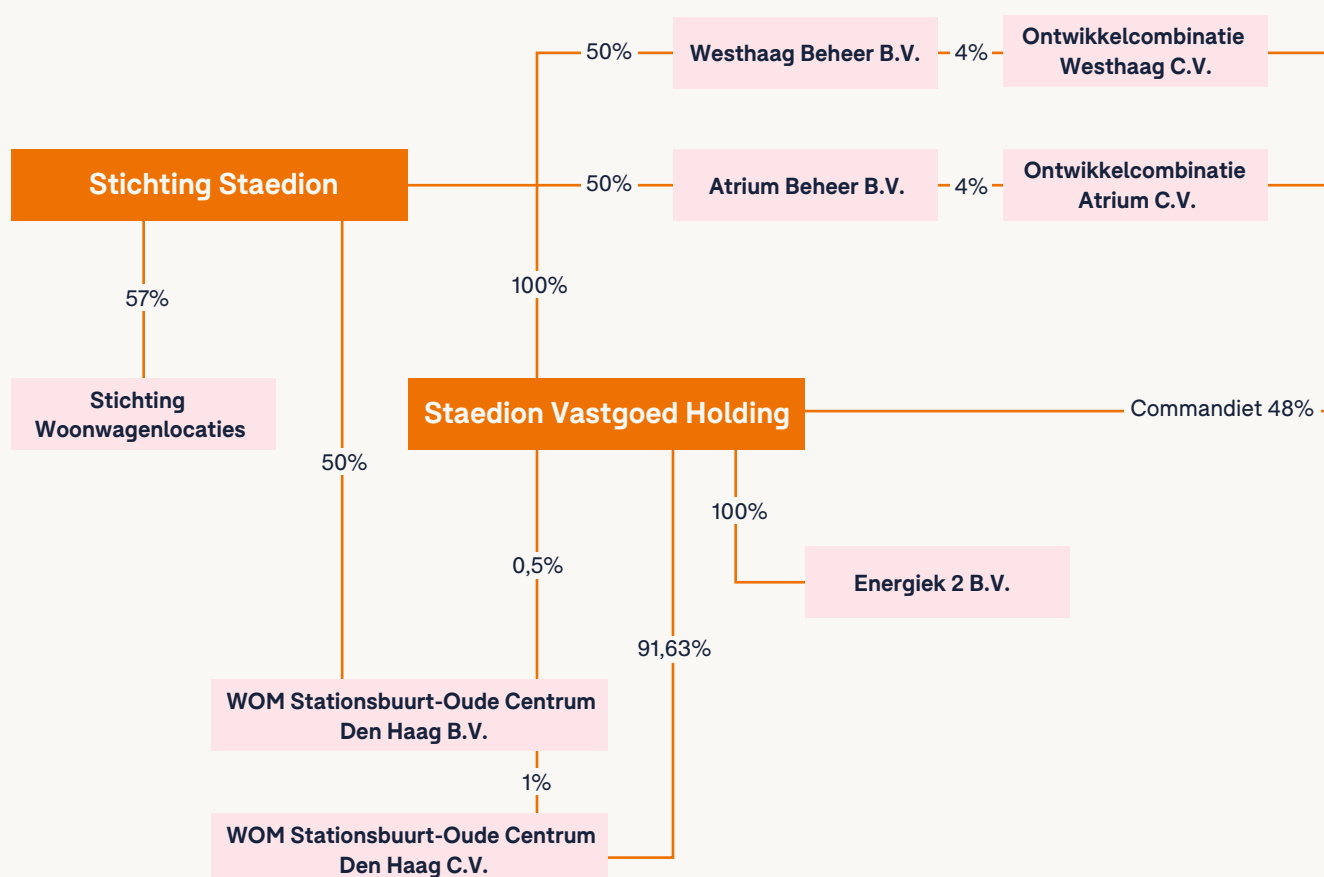 50%
Westhaag Beheer B.V.
4%
Ontwikkelcombinatie
Westhaag C.V.
Stichting Staedion
50%
Atrium Beheer B.V.
4%
Ontwikkelcombinatie
Atrium C.V.
57%
100%
Stichting
Woonwagenlocaties
Staedion Vastgoed Holding
Commandiet 48%
50%
100%
0,5%
Energiek 2 B.V.
91,63%
WOM Stationsbuurt-Oude Centrum
Den Haag B.V.
1%
WOM Stationsbuurt-Oude Centrum
Den Haag C.V.